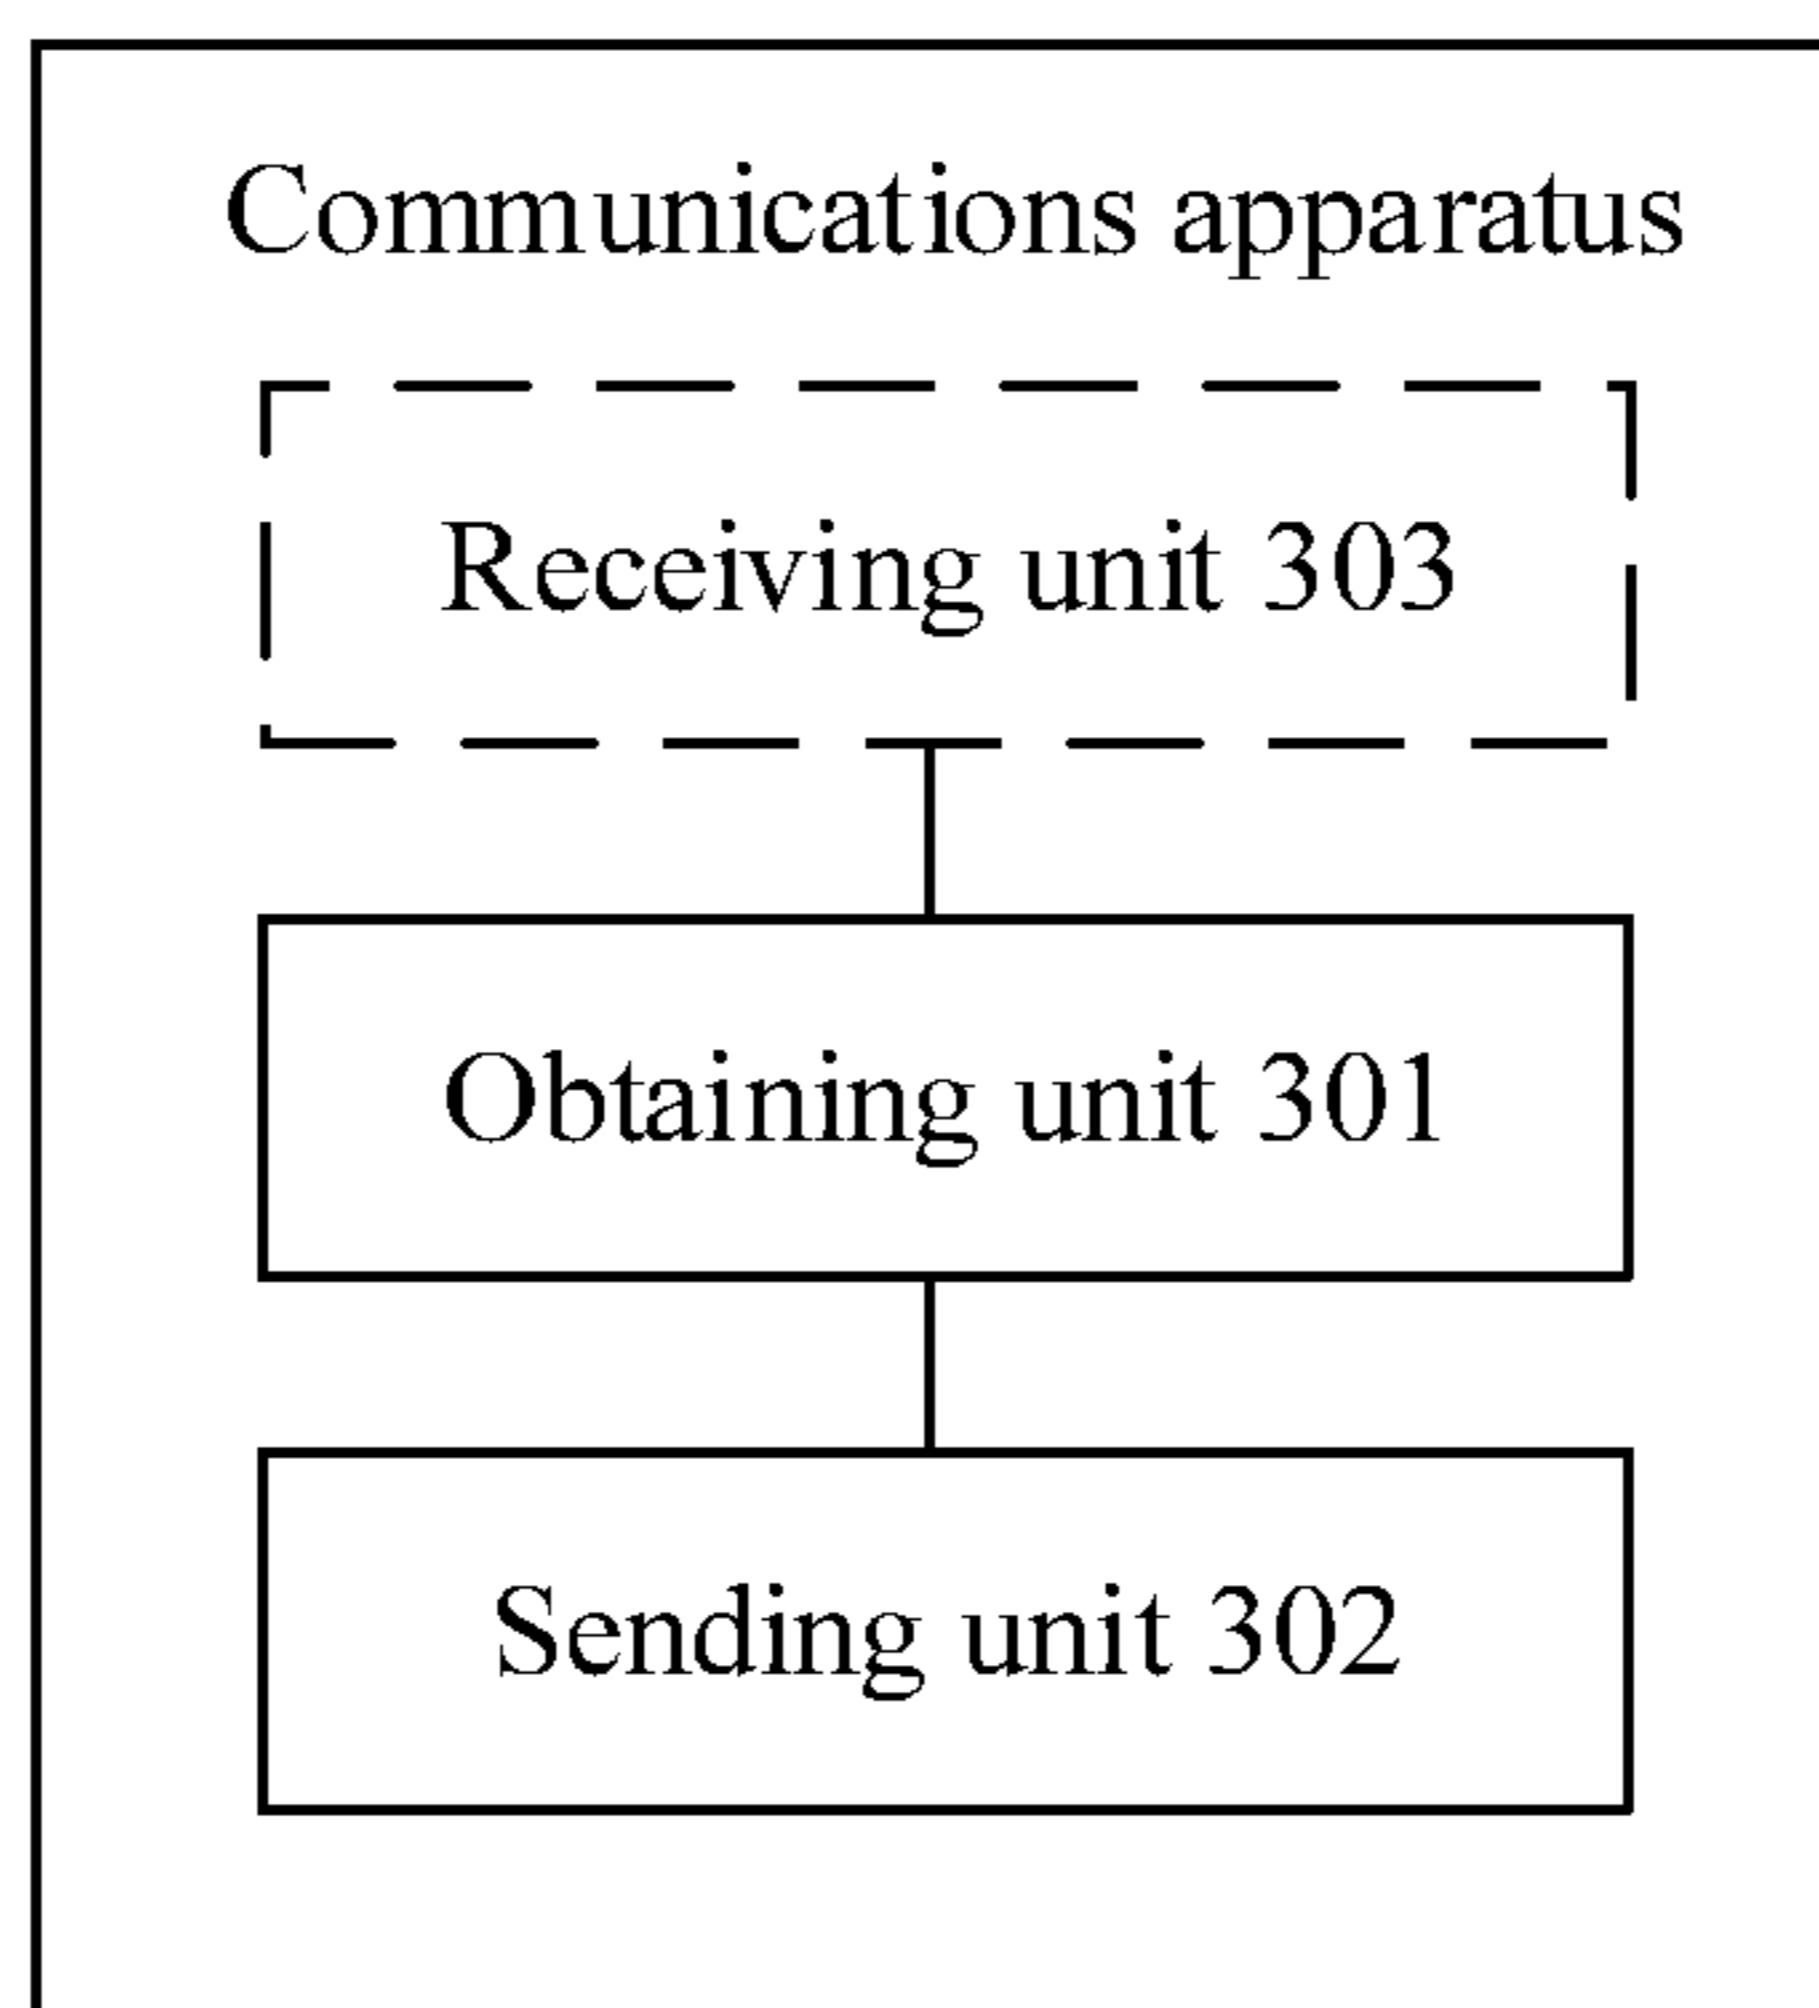 Communications apparatus
Receiving unit 303
Obtaining unit 301
Sending unit 302